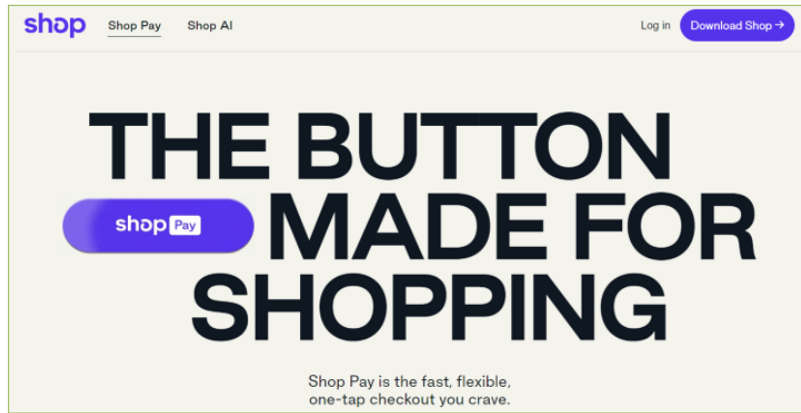 shop Shop Pay Shop AI Log in Download Shop →
THE BUTTON
shop Pay MADE FOR
SHOPPING
Shop Pay is the fast, flexible,
one-tap checkout you crave.